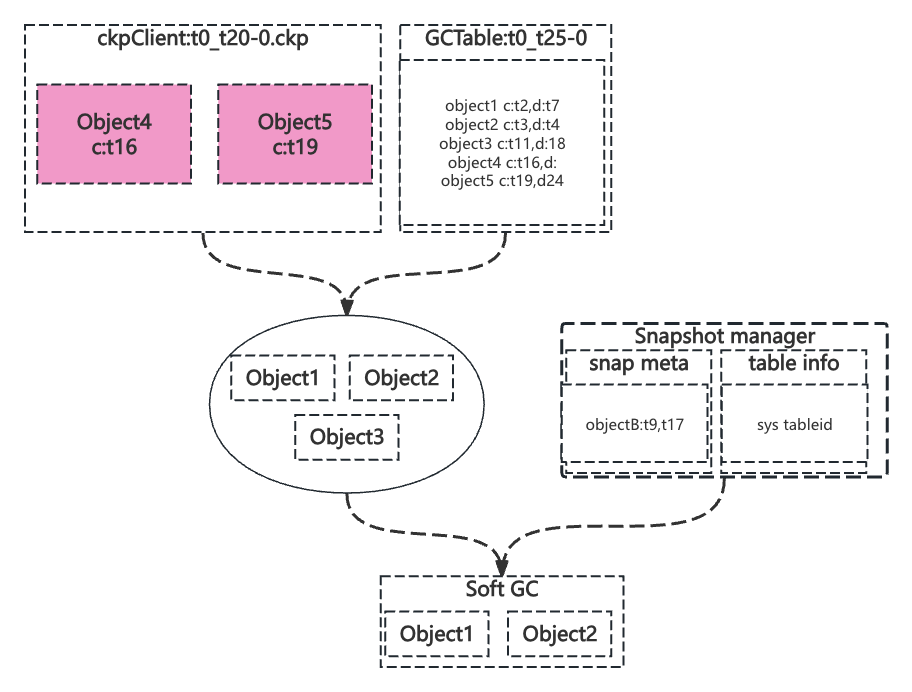 ckpClient:t0_t20-0.ckp
Object4
c:t16
Object5
c:t19
GCTable:t0_t25-0
object1 c:t2,d:t7
object2 c:t3,d:t4
object3 c:t11,d:18
object4 c:t16,d:
object5 c:t19,d24
Object1
Object2
Object3
Snapshot manager
snap meta
objectB:t9,t17
table info
sys tableid
Soft GC
Object1
Object2